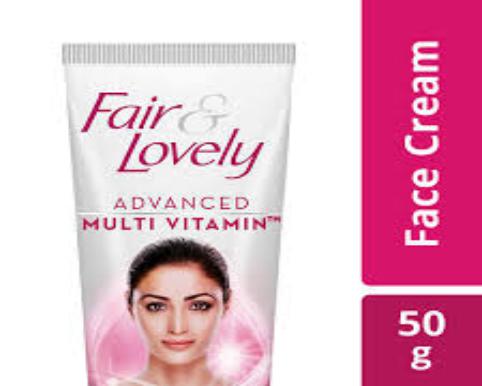 Fair &
Lovely
ADVANCED
MULTI VITAMIN™
Face Cream
50
g